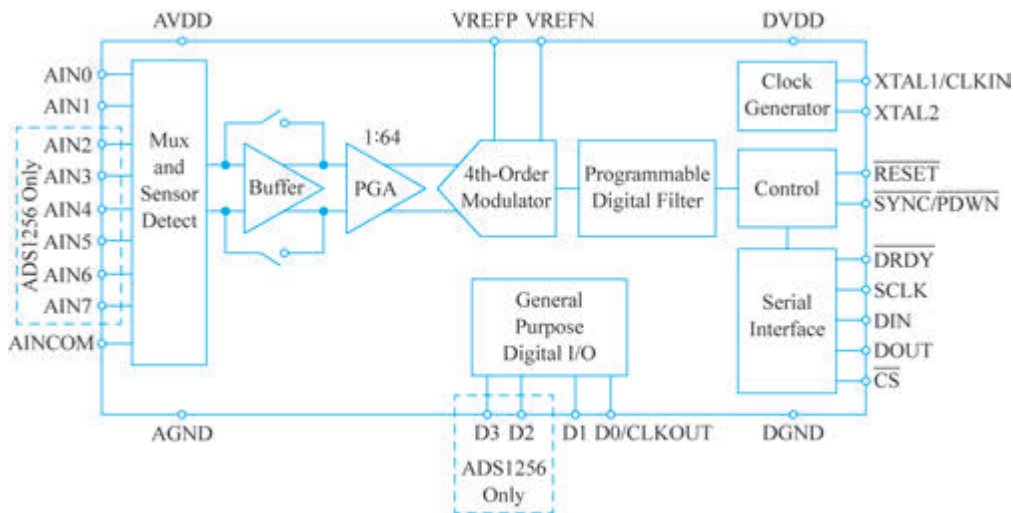 AVDD
VREFP VREFN
DVDD
AIN0
AIN1
AIN2
AIN3
AIN4
AIN5
AIN6
AIN7
AINCOM
ADS1256 Only
Mux
and
Sensor
Detect
Buffer
1:64
PGA
4th-Order
Modulator
Programmable
Digital Filter
Clock
Generator
XTAL1/CLKIN
XTAL2
Control
RESET
SYNC/PDWN
Serial
Interface
DRDY
SCLK
DIN
DOUT
CS
General
Purpose
Digital I/O
AGND
D3 D2 D1 D0/CLKOUT
DGND
ADS1256
Only